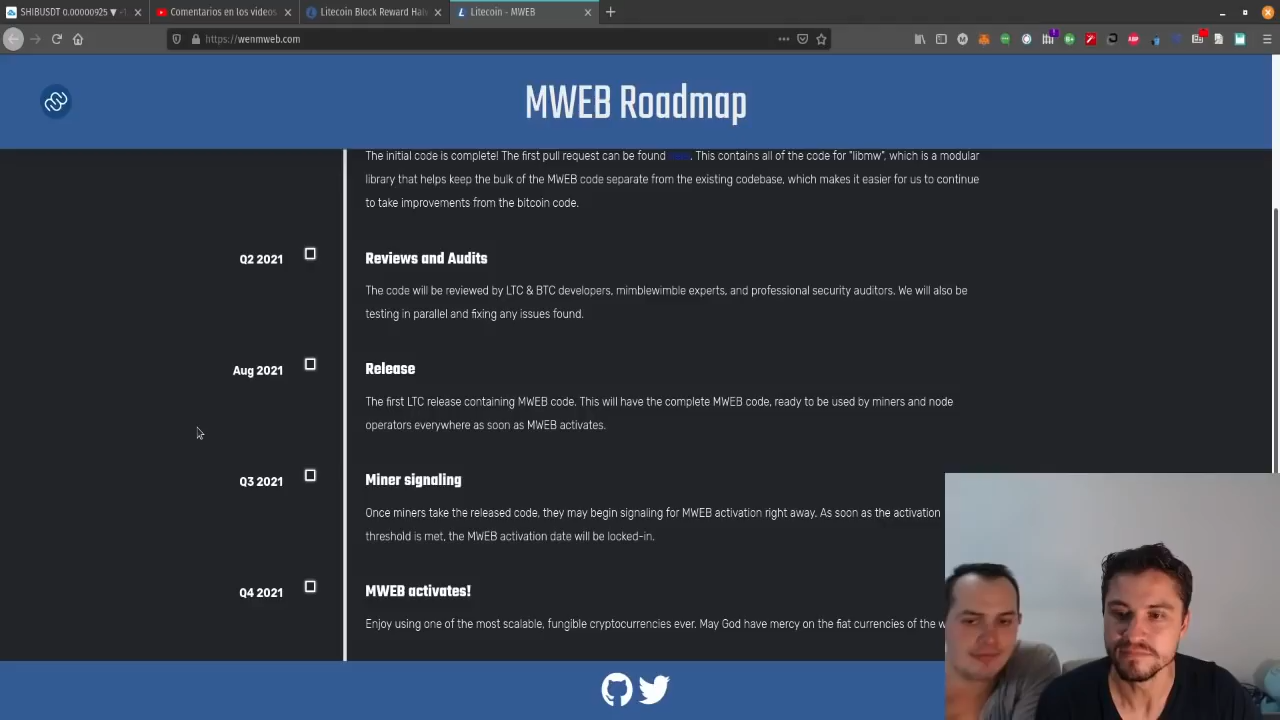 SHIBUSDT 0.00000925 ▼ -1
Comentarios en los videos
Litecoin Block Reward Hal
Litecoin - MWEB
https://wenmweb.com
MWEB Roadmap
The initial code is complete! The first pull request can be found here. This contains all of the code for "libmw", which is a modular
library that helps keep the bulk of the MWEB code separate from the existing codebase, which makes it easier for us to continue
to take improvements from the bitcoin code.
Q2 2021
Reviews and Audits
The code will be reviewed by LTC & BTC developers, mimblewimble experts, and professional security auditors. We will also be
testing in parallel and fixing any issues found.
Aug 2021
Release
The first LTC release containing MWEB code. This will have the complete MWEB code, ready to be used by miners and node
operators everywhere as soon as MWEB activates.
Q3 2021
Miner signaling
Once miners take the released code, they may begin signaling for MWEB activation right away. As soon as the activation
threshold is met, the MWEB activation date will be locked-in.
Q4 2021
MWEB activates!
Enjoy using one of the most scalable, fungible cryptocurrencies ever. May God have mercy on the fiat currencies of the w